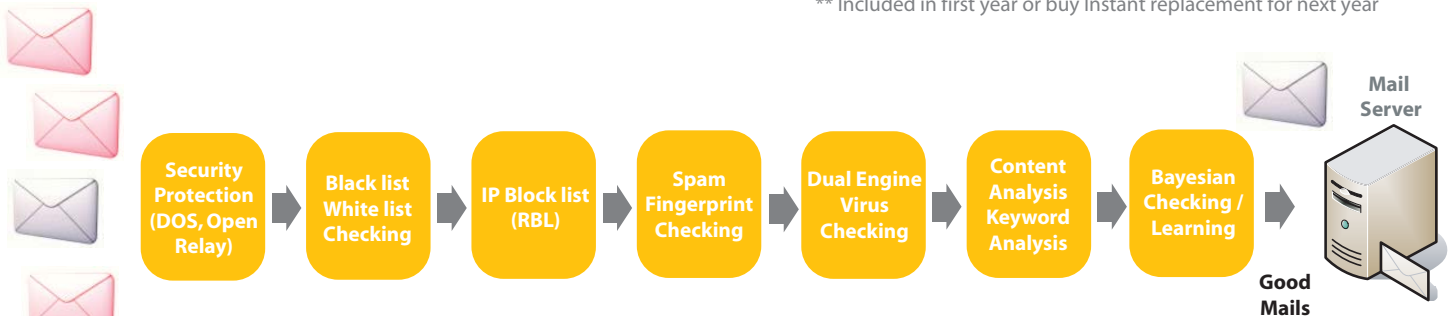 ** Included in first year or buy Instant replacement for next year
Mail
Server
Security
Protection
(DOS, Open
Relay)
Black list
White list
Checking
IP Block list
(RBL)
Spam
Fingerprint
Checking
Dual Engine
Virus
Checking
Content
Analysis
Keyword
Analysis
Bayesian
Checking /
Learning
Good
Mails